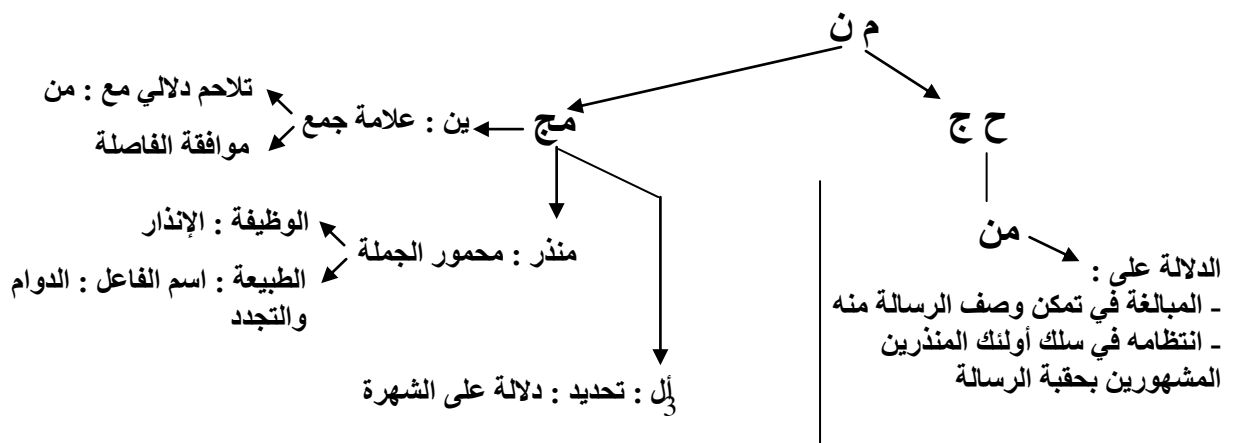 م ن
ح ج
مج
ين : علامة جمع
تلاحم دلالي مع : من
موافقة الفاصلة
منذر : محمور الجملة
الوظيفة : الإنذار
الطبيعة : اسم الفاعل : الدوام
والتجدد
أل : تحديد : دلالة على الشهرة
3
من
الدلالة على :
- المبالغة في تمكن وصف الرسالة منه
- انتظامه في سلك أولئك المنذرين
المشهورين بحقبة الرسالة